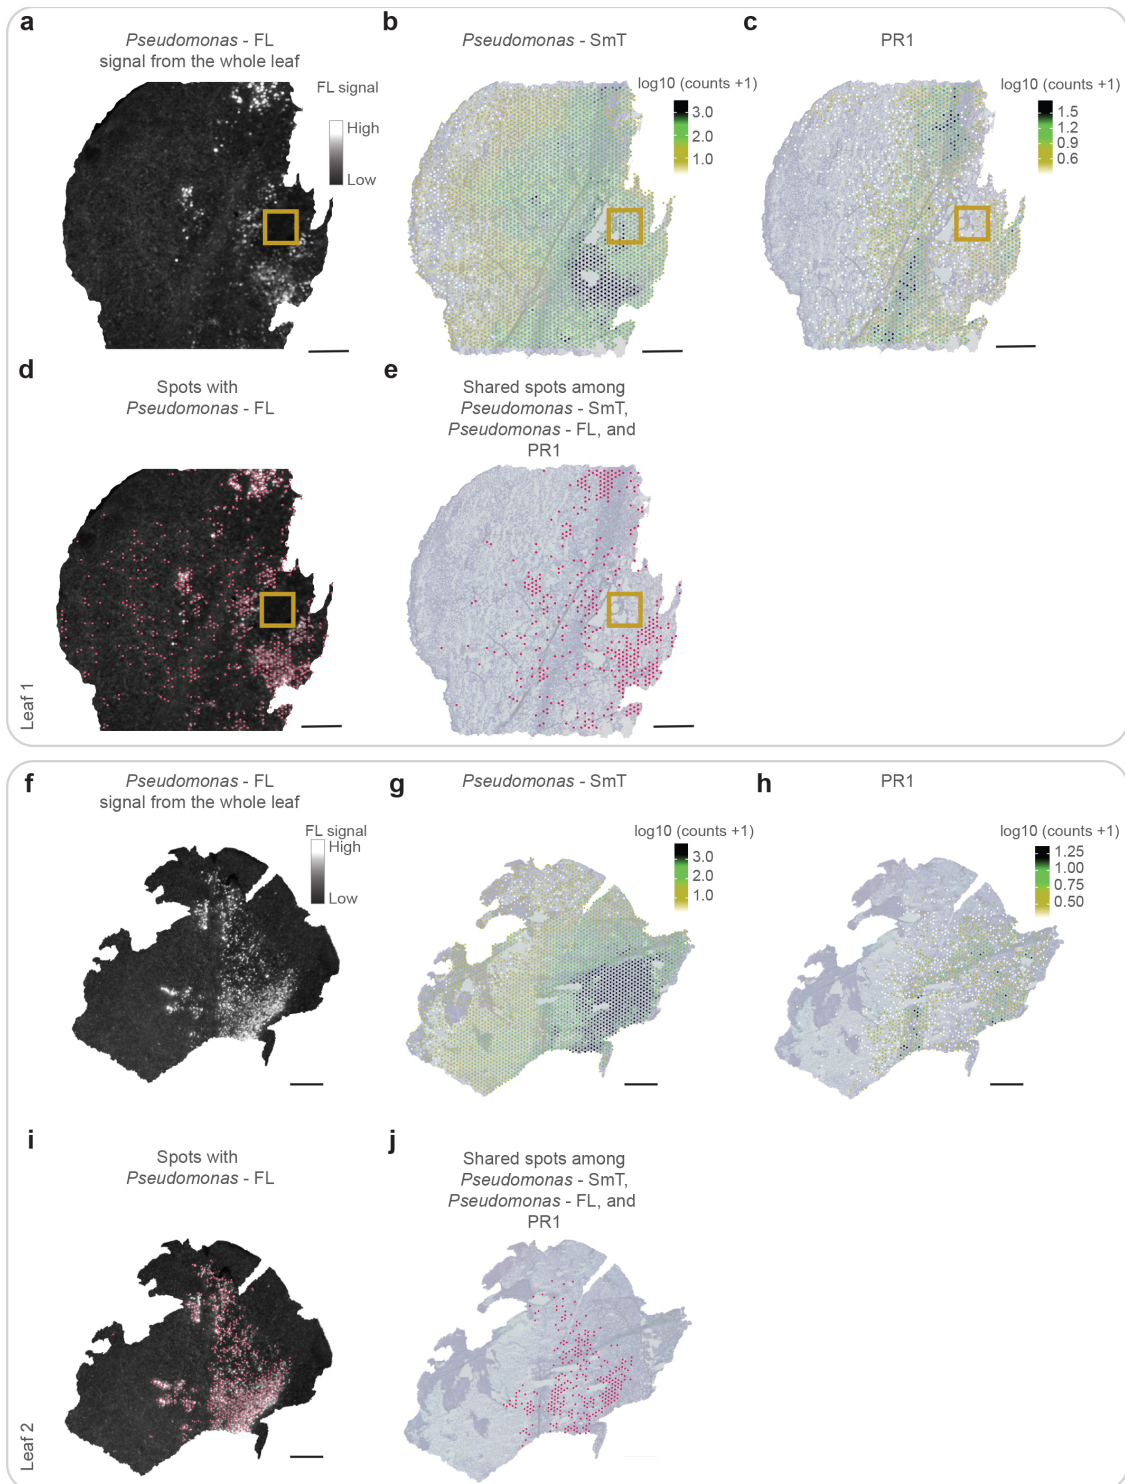 a
Pseudomonas - FL
signal from the whole leaf
FL signal
High
Low
b
Pseudomonas - SmT
log10 (counts +1)
3.0
2.0
1.0
c
PR1
log10 (counts +1)
1.5
1.2
0.9
0.6
d
Spots with
Pseudomonas - FL
e
Shared spots among
Pseudomonas - SmT,
Pseudomonas - FL, and
PR1
Leaf 1
f
Pseudomonas - FL
signal from the whole leaf
FL signal
High
Low
g
Pseudomonas - SmT
log10 (counts +1)
3.0
2.0
1.0
h
PR1
log10 (counts +1)
1.25
1.00
0.75
0.50
i
Spots with
Pseudomonas - FL
j
Shared spots among
Pseudomonas - SmT,
Pseudomonas - FL, and
PR1
Leaf 2